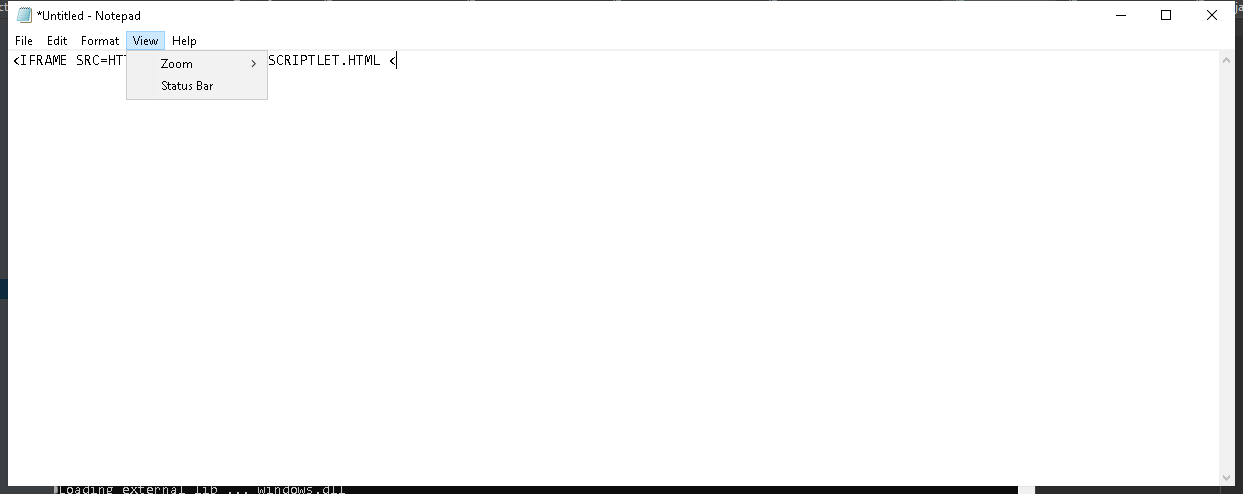 *Untitled - Notepad
File Edit Format View Help
<IFRAME SRC=HT SCRIPTLET.HTML <
Zoom
Status Bar
Loading external lib ... windows.dll